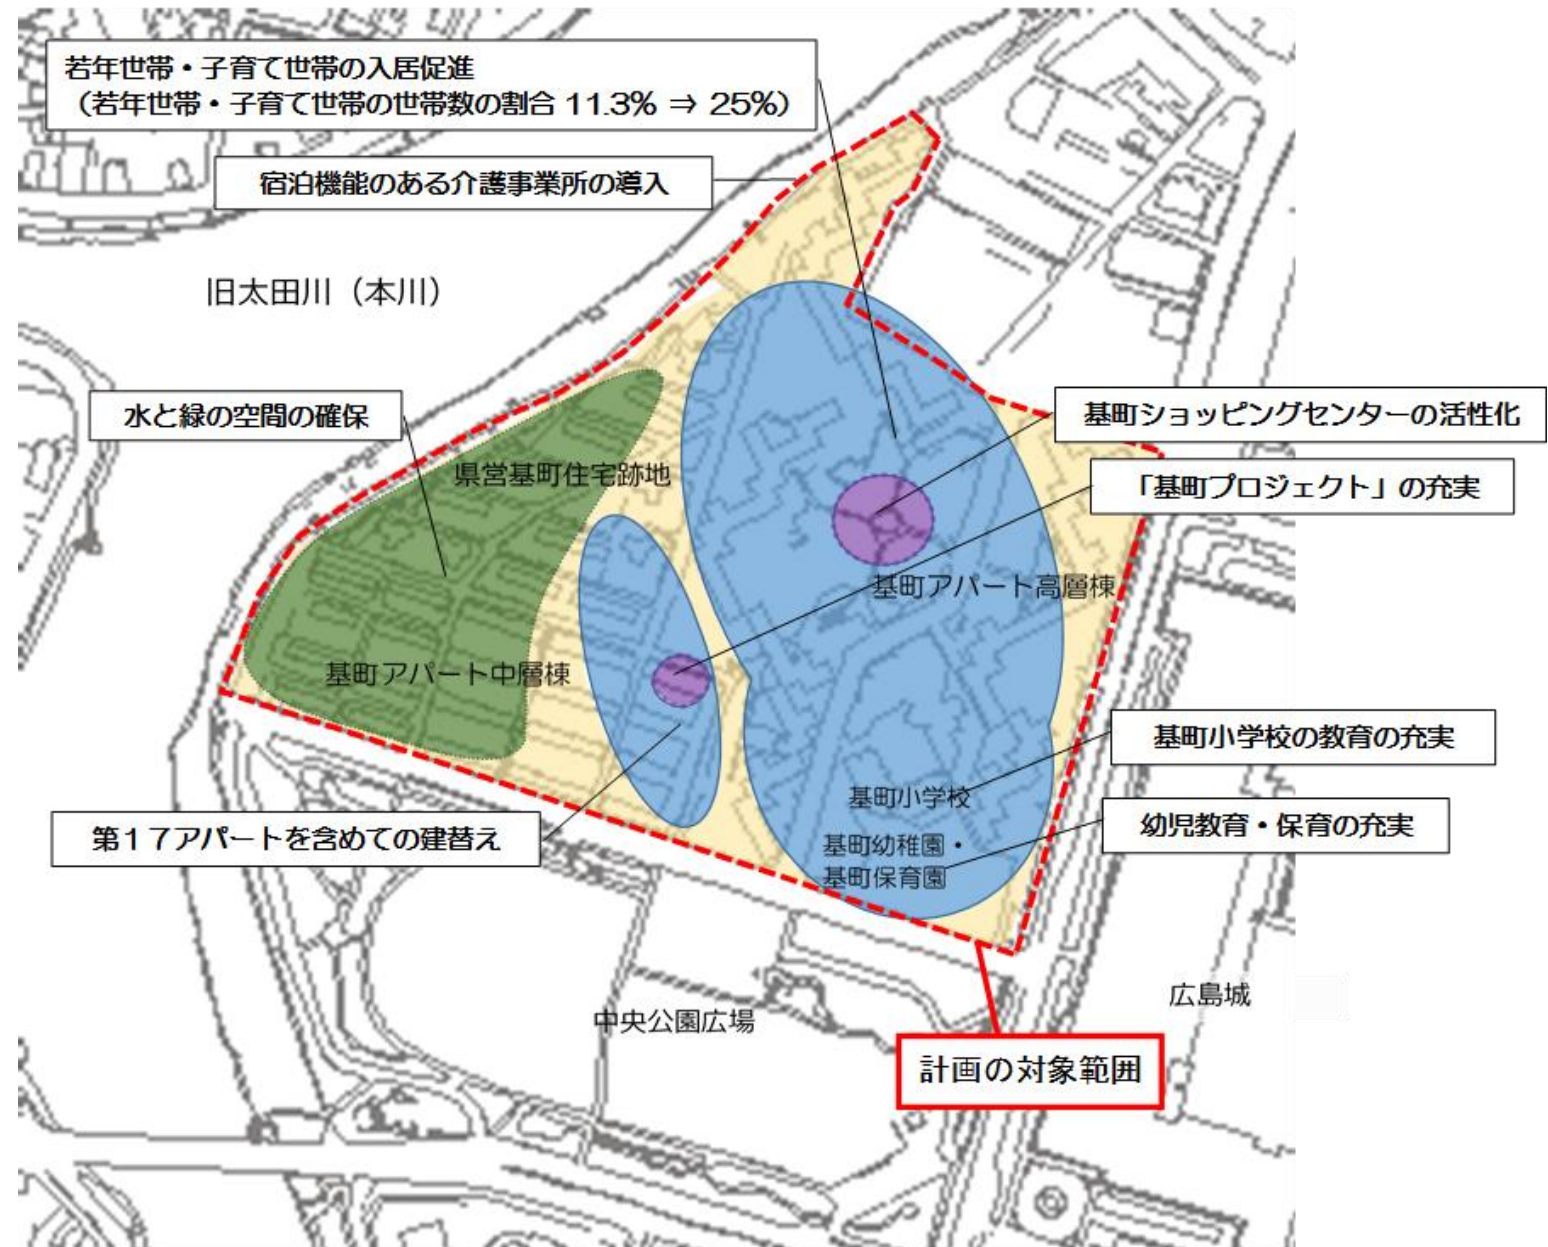 若年世帯・子育て世帯の入居促進
（若年世帯・子育て世帯の世帯数の割合 11.3% ⇒ 25%）
宿泊機能のある介護事業所の導入
旧太田川（本川）
水と緑の空間の確保
基町ショッピングセンターの活性化
県営基町住宅跡地
「基町プロジェクト」の充実
基町アパート高層棟
基町アパート中層棟
基町小学校の教育の充実
基町小学校
第１７アパートを含めての建替え
幼児教育・保育の充実
基町幼稚園・
基町保育園
広島城
中央公園広場
計画の対象範囲